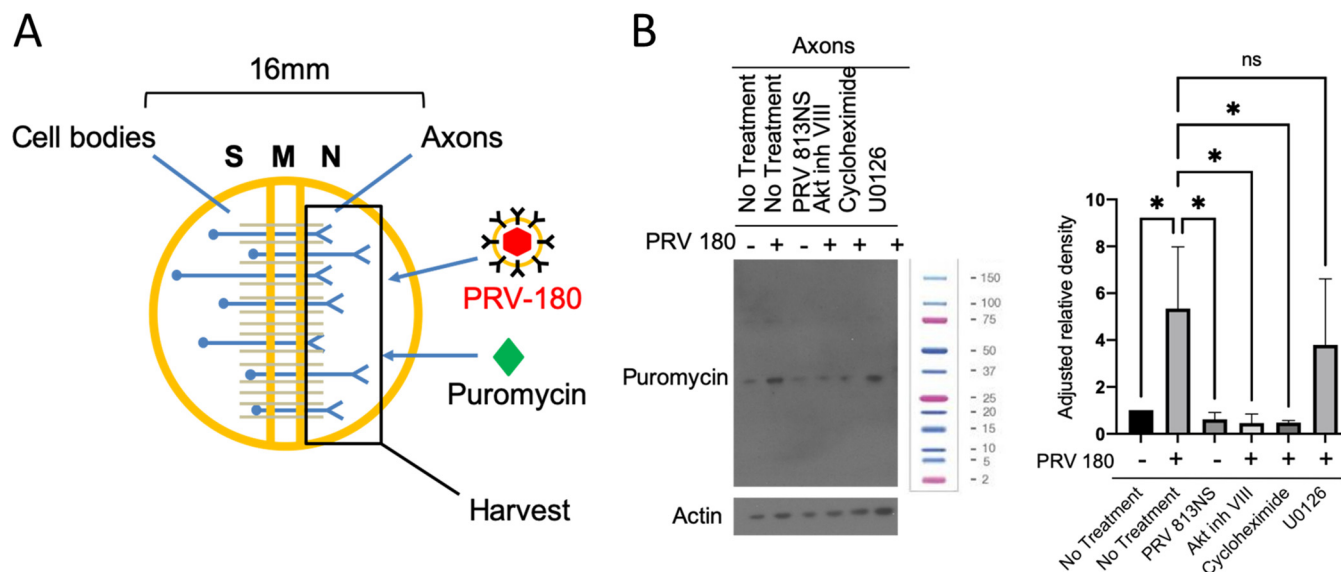 A
16mm
Cell bodies
Axons
S M N
PRV-180
Puromycin
Harvest
B
Axons
No Treatment
No Treatment
PRV 813NS
Akt inh VIII
Cycloheximide
U0126
PRV 180 - + - + + +
Puromycin
Actin
- 150
- 100
- 75
- 50
- 37
- 25
- 20
- 15
- 10
- 5
- 2
ns
*
*
* *
Adjusted relative density
10
8
6
4
2
0
PRV 180 - + - + + +
No Treatment
No Treatment
PRV 813NS
Akt inh VIII
Cycloheximide
U0126